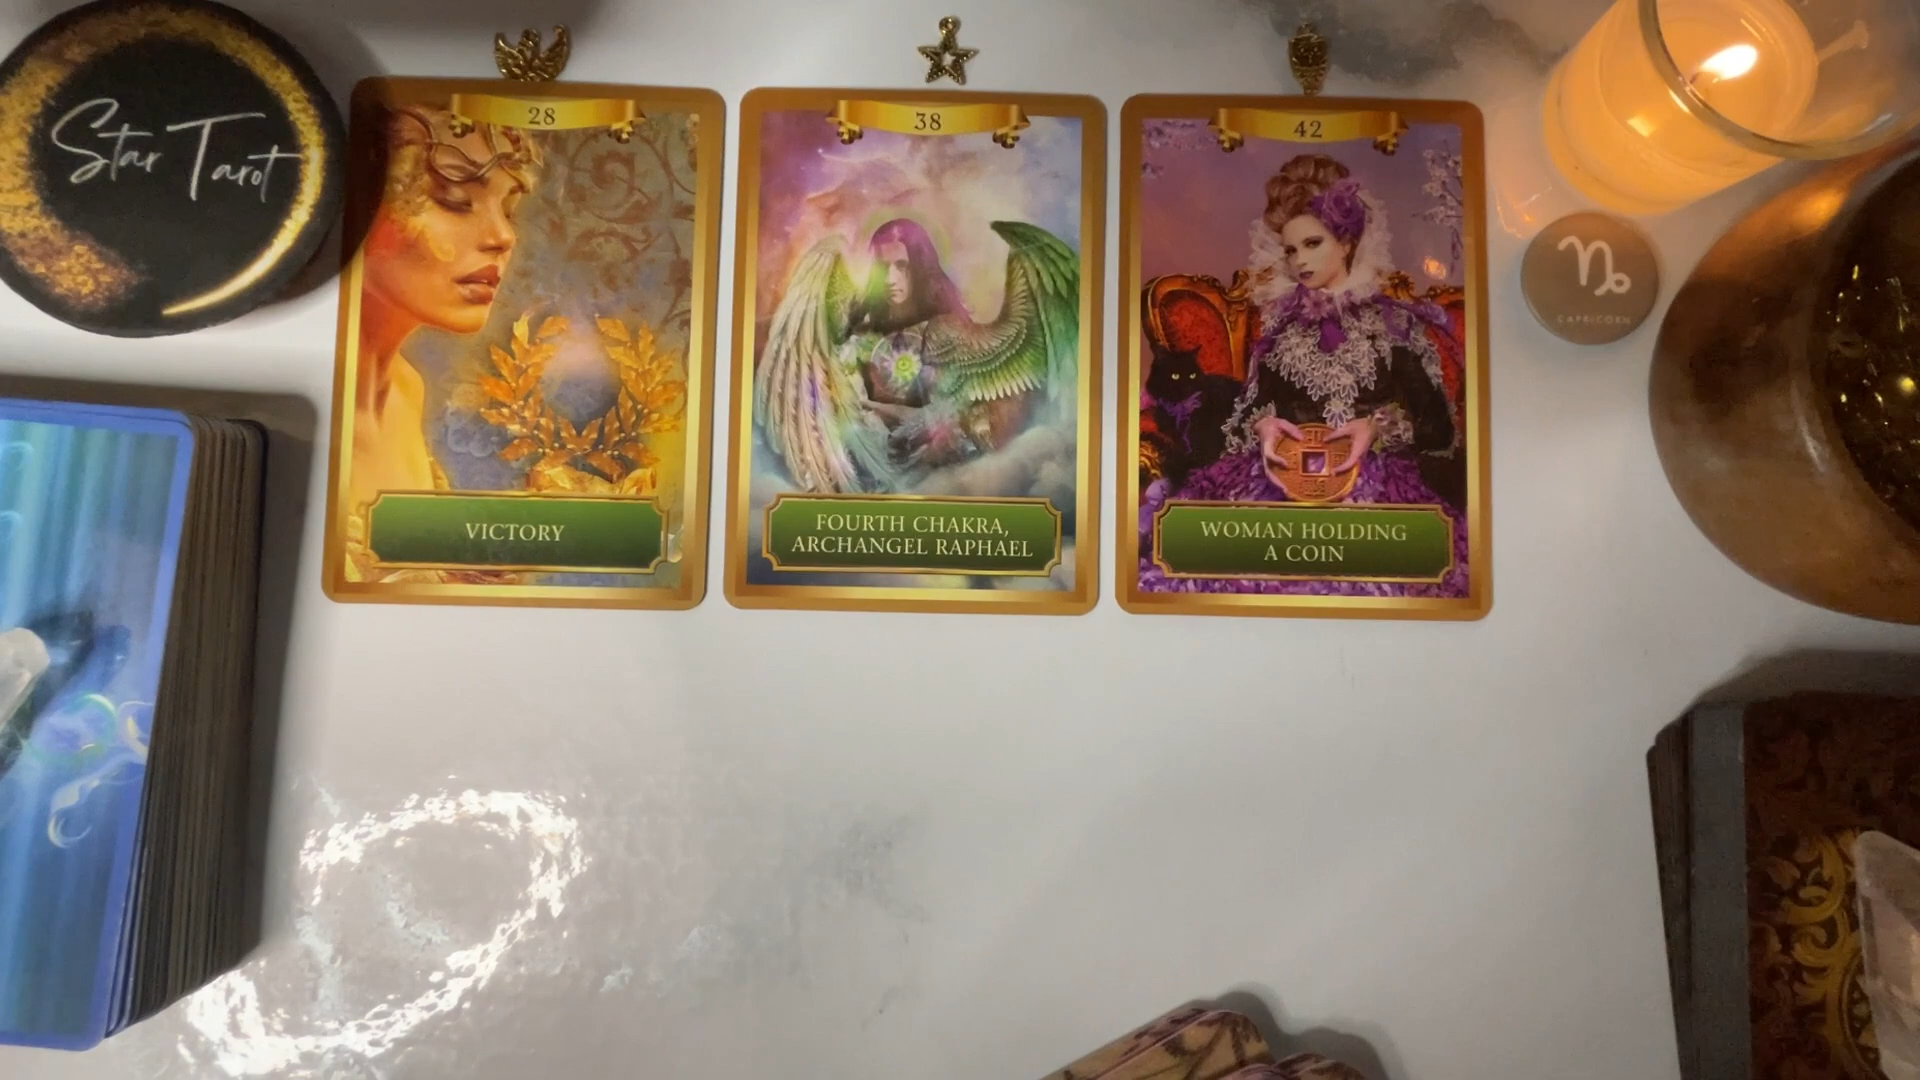 Star Tarot
28
38
42
VICTORY
FOURTH CHAKRA,
ARCHANGEL RAPHAEL
WOMAN HOLDING
A COIN
CAPRICORN